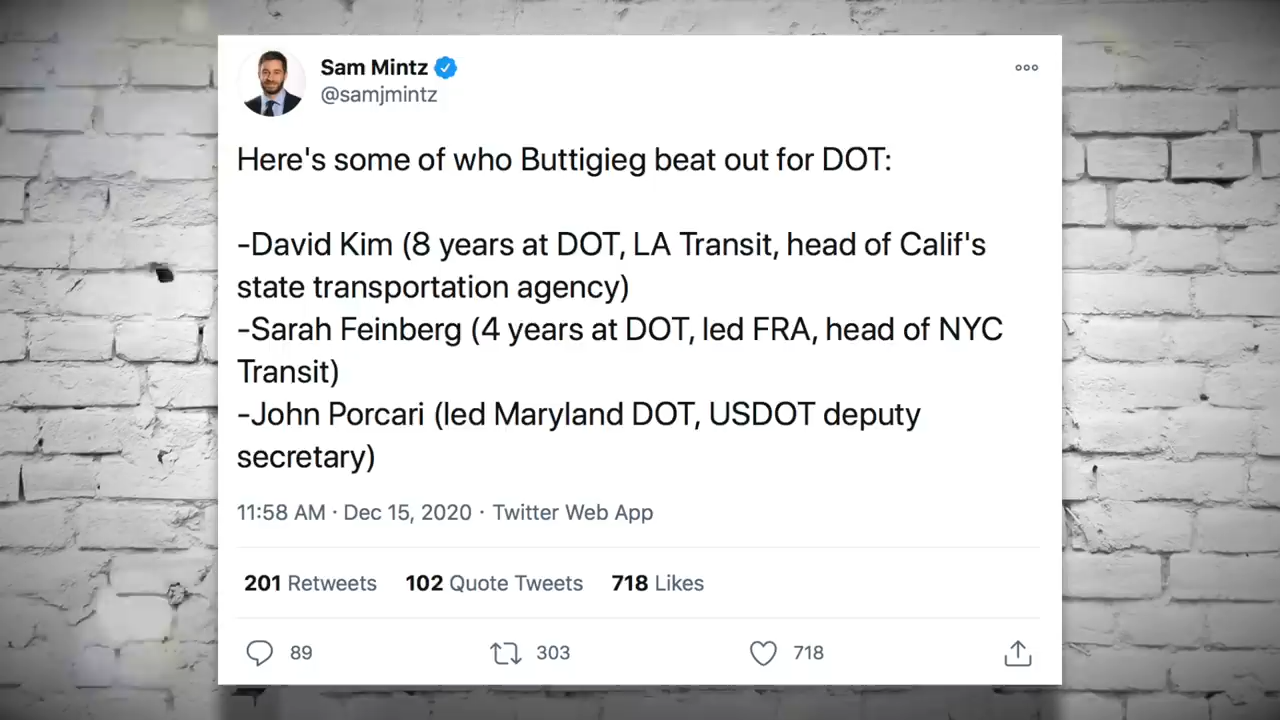 Sam Mintz
@samjmintz
Here's some of who Buttigieg beat out for DOT:
-David Kim (8 years at DOT, LA Transit, head of Calif's
state transportation agency)
-Sarah Feinberg (4 years at DOT, led FRA, head of NYC
Transit)
-John Porcari (led Maryland DOT, USDOT deputy
secretary)
11:58 AM · Dec 15, 2020 · Twitter Web App
201 Retweets 102 Quote Tweets 718 Likes
89 303 718